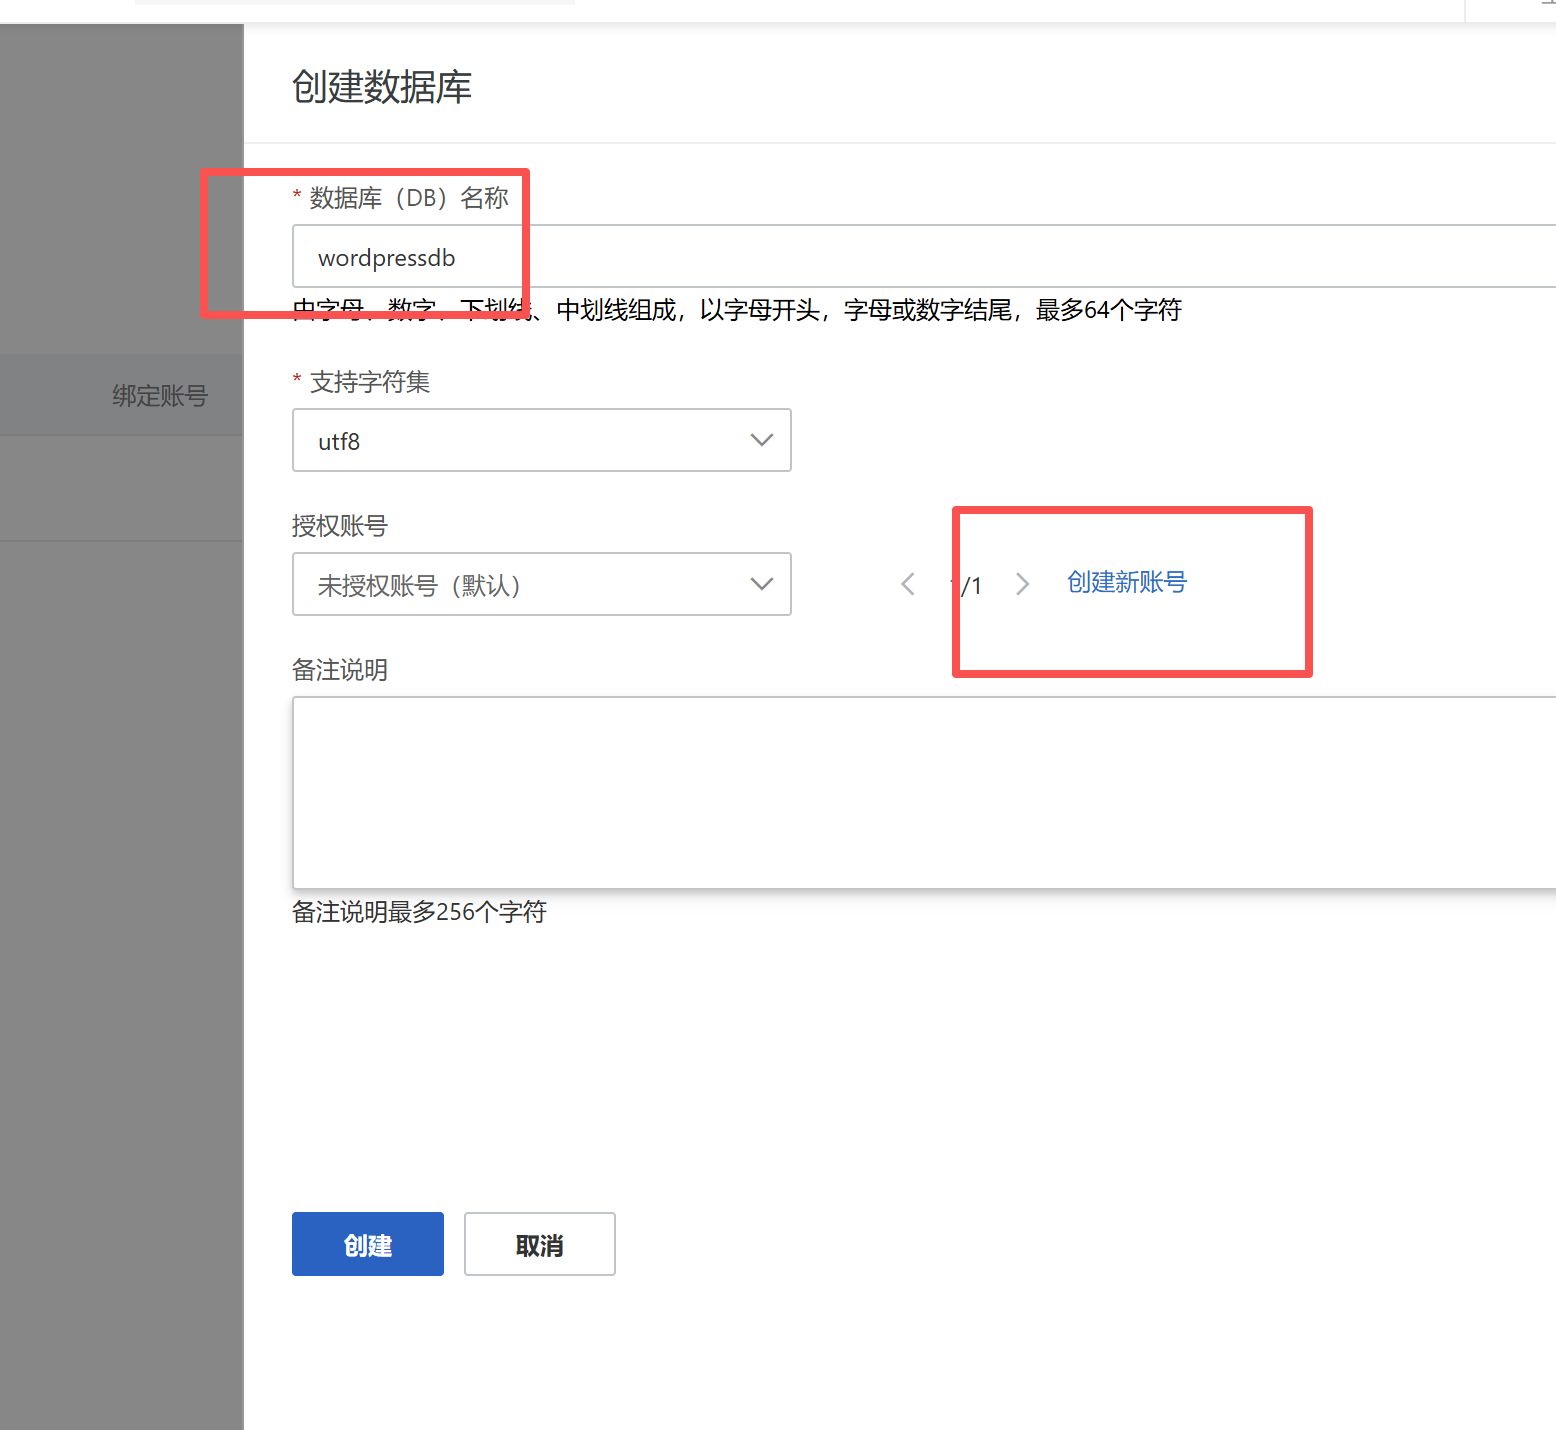 创建数据库
* 数据库（DB）名称
wordpressdb
由字母、数字、下划线、中划线组成，以字母开头，字母或数字结尾，最多64个字符
绑定账号
* 支持字符集
utf8
授权账号
未授权账号（默认）
/1
创建新账号
备注说明
备注说明最多256个字符
创建
取消